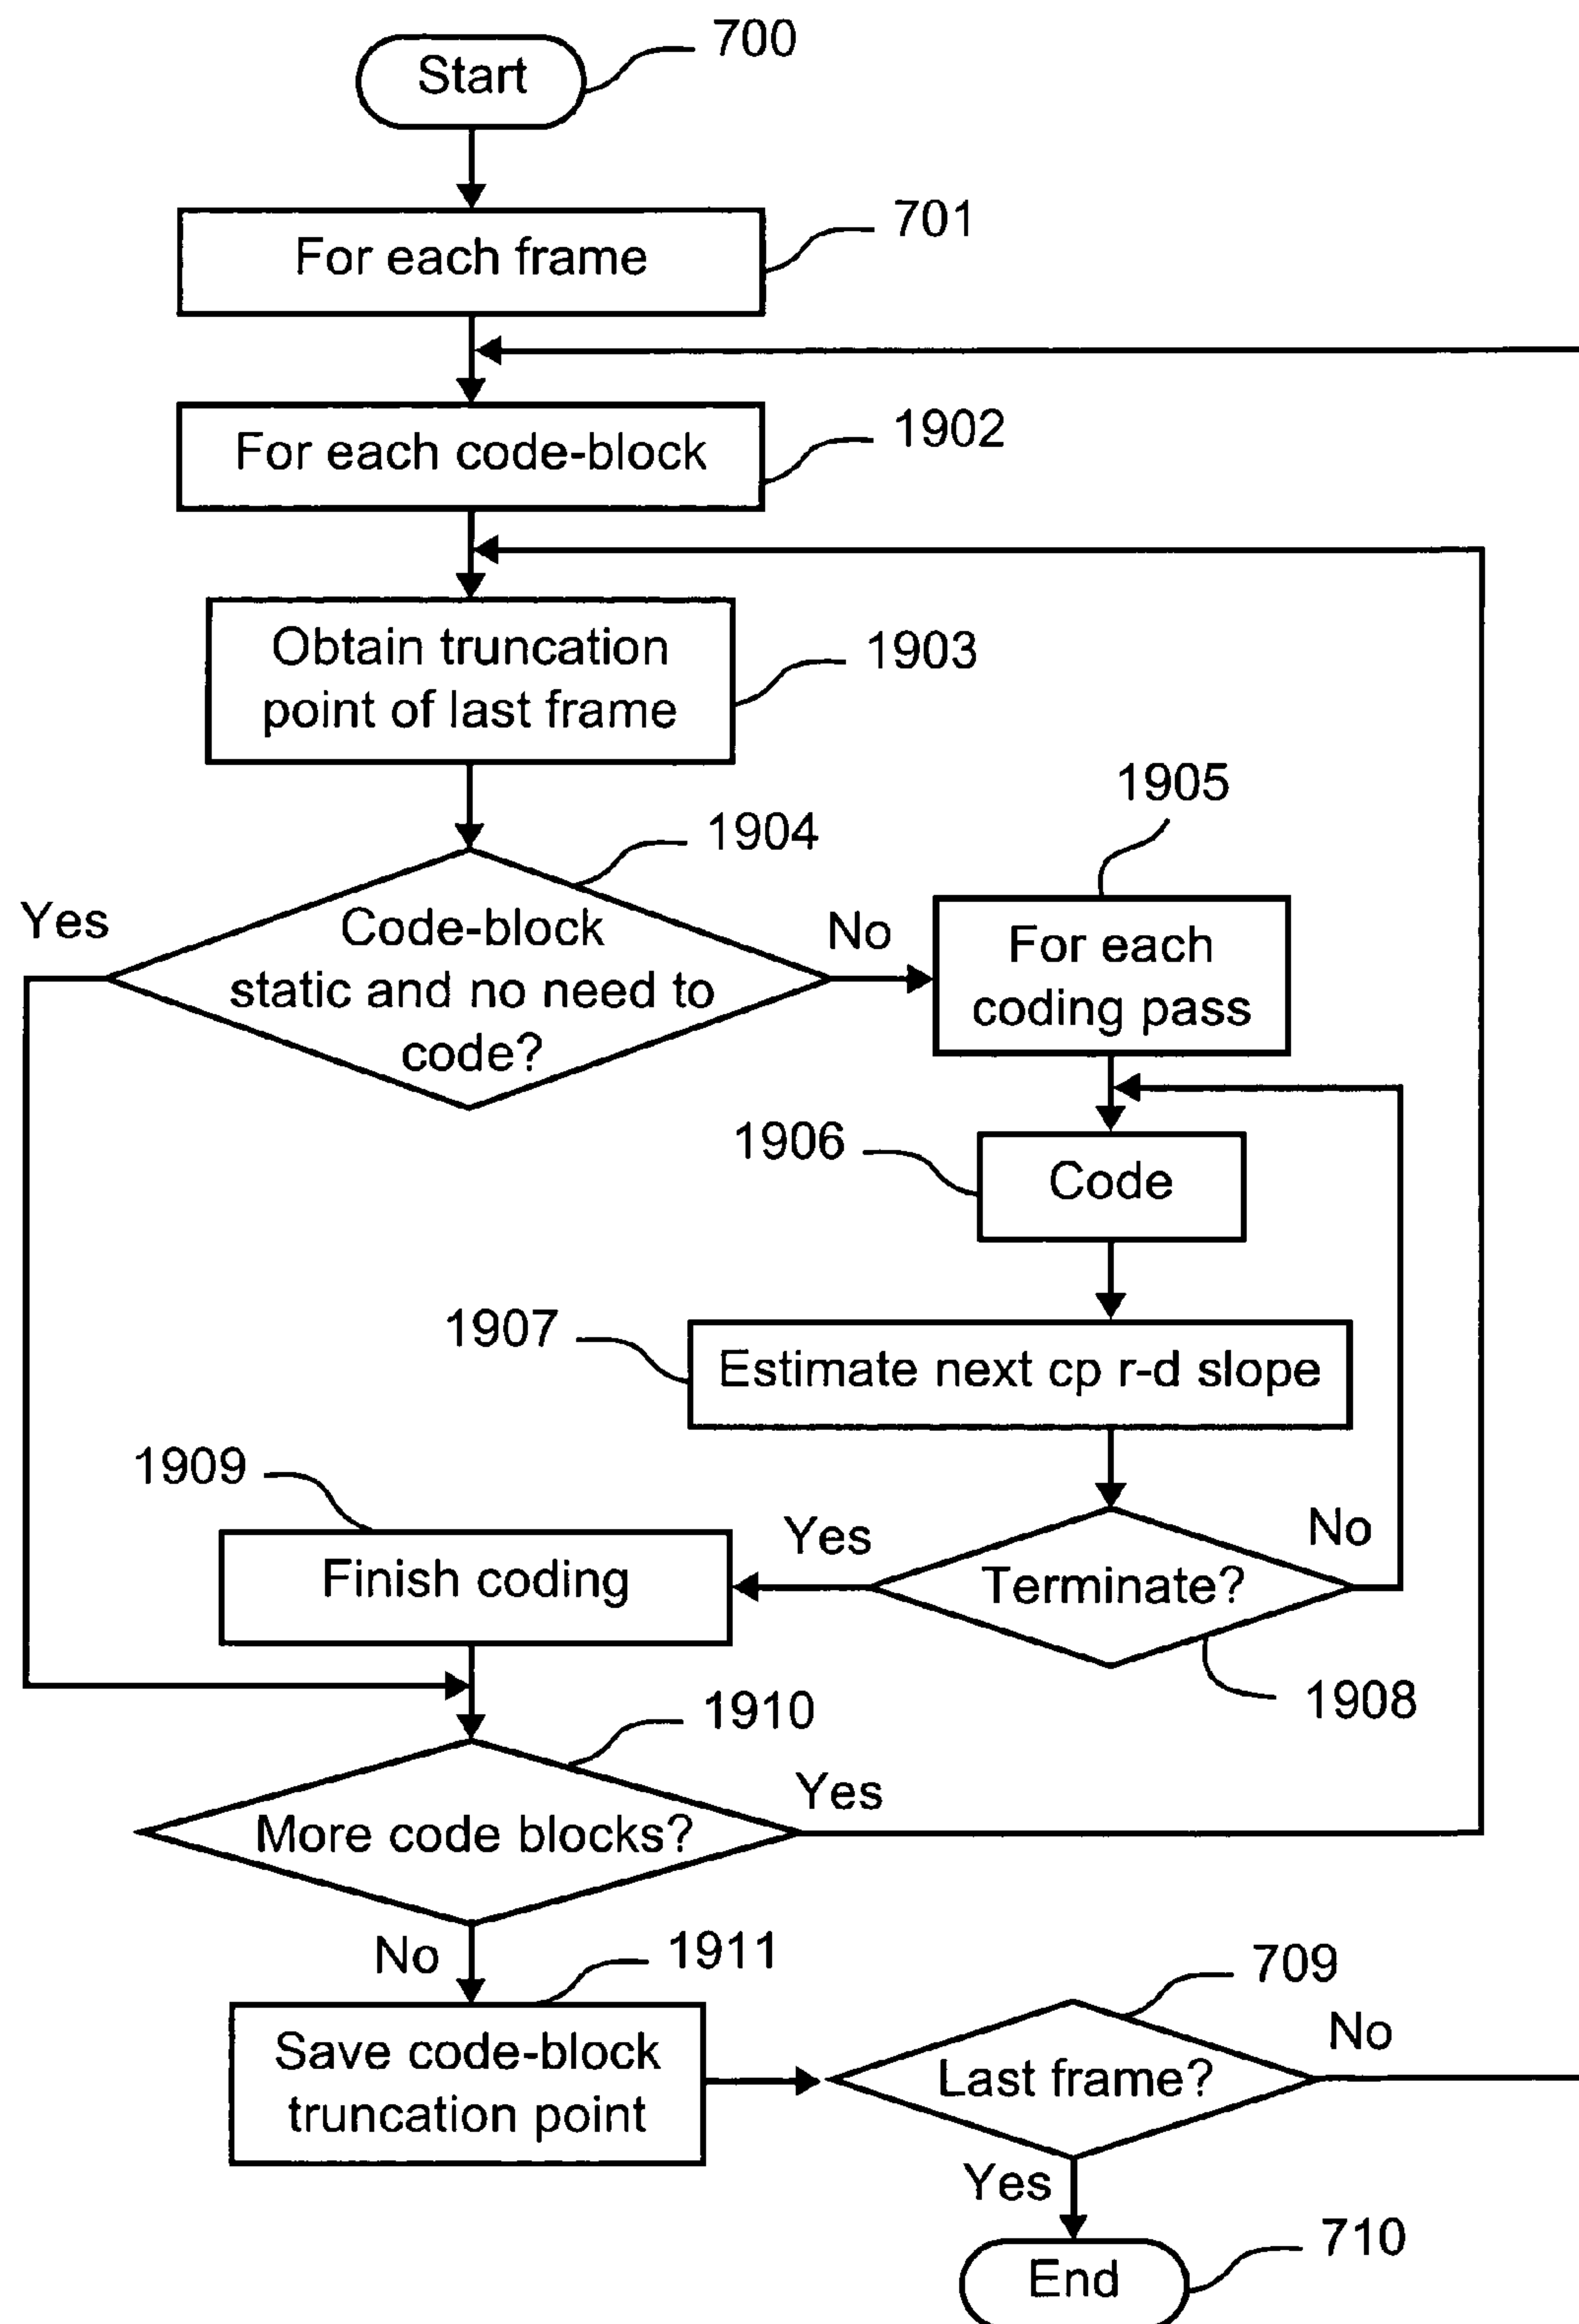 Start
700
For each frame
701
For each code-block
1902
Obtain truncation
point of last frame
1903
1904
Yes
Code-block
static and no need to
code?
No
1905
For each
coding pass
1906
Code
1907
Estimate next cp r-d slope
1909
Finish coding
Yes
Terminate?
No
1908
1910
More code blocks?
Yes
No
1911
Save code-block
truncation point
709
Last frame?
No
Yes
End
710